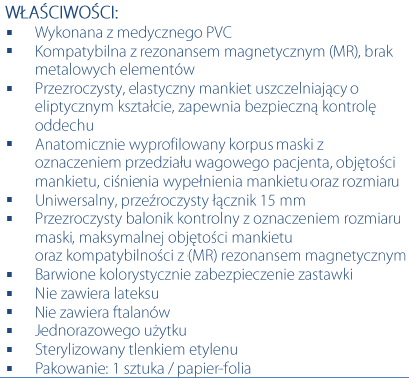 WŁAŚCIWOŚCI:
▪ Wykonana z medycznego PVC
▪ Kompatybilna z rezonansem magnetycznym (MR), brak
metalowych elementów
▪ Przezroczysty, elastyczny mankiet uszczelniający o
eliptycznym kształcie, zapewnia bezpieczną kontrolę
oddechu
▪ Anatomicznie wyprofilowany korpus maski z
oznaczeniem przedziału wagowego pacjenta, objętości
mankietu, ciśnienia wypełnienia mankietu oraz rozmiaru
▪ Uniwersalny, przeźroczysty łącznik 15 mm
▪ Przezroczysty balonik kontrolny z oznaczeniem rozmiaru
maski, maksymalnej objętości mankietu
oraz kompatybilności z (MR) rezonansem magnetycznym
▪ Barwione kolorystycznie zabezpieczenie zastawki
▪ Nie zawiera lateksu
▪ Nie zawiera ftalanów
▪ Jednorazowego użytku
▪ Sterylizowany tlenkiem etylenu
▪ Pakowanie: 1 sztuka / papier-folia